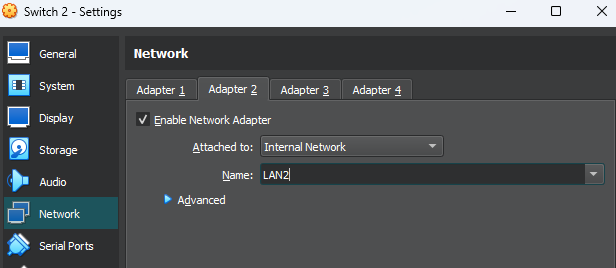 Switch 2 - Settings
General
System
Display
Storage
Audio
Network
Serial Ports
Network
Adapter 1
Adapter 2
Adapter 3
Adapter 4
Enable Network Adapter
Attached to: Internal Network
Name: LAN2
Advanced